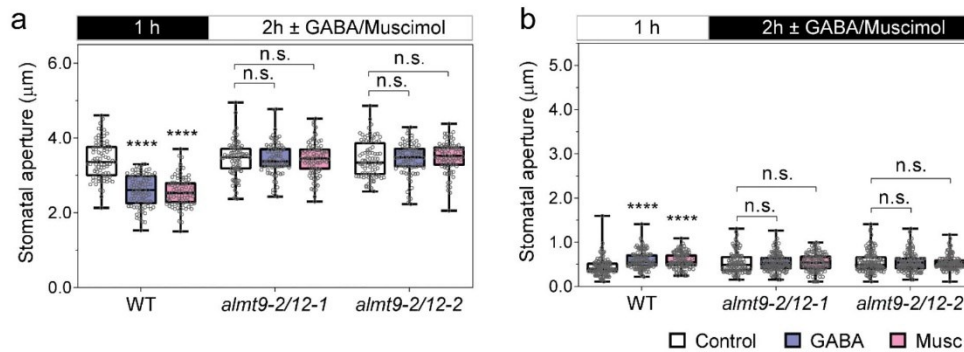 a
1 h 2h ± GABA/Muscimol
Stomatal aperture (µm)
6.0
4.0
2.0
0.0
n.s.
n.s.
n.s.
n.s.
**** ****
WT almt9-2/12-1 almt9-2/12-2
b
1 h 2h ± GABA/Muscimol
Stomatal aperture (µm)
5.0
4.0
3.0
2.0
1.0
0.0
n.s.
n.s.
n.s.
n.s.
**** ****
WT almt9-2/12-1 almt9-2/12-2
Control GABA Musc